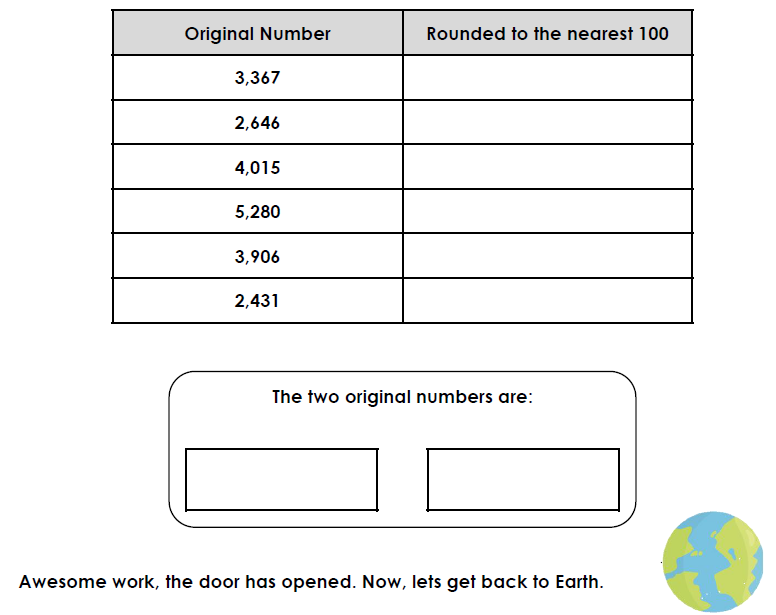 Original Number Rounded to the nearest 100
3,367
2,646
4,015
5,280
3,906
2,431
The two original numbers are:
Awesome work, the door has opened. Now, lets get back to Earth.